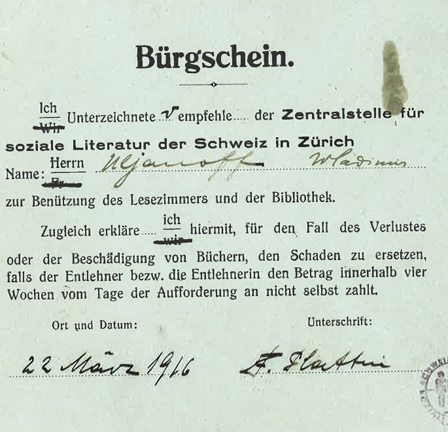 Bürgschein.
Ich
Wir Unterzeichnete r empfehle..... der Zentralstelle für
soziale Literatur der Schweiz in Zürich
Name: Herrn Uljanoff Wladimir
zur Benützung des Lesezimmers und der Bibliothek.
Zugleich erkläre..... ich
wir hiermit, für den Fall des Verlustes
oder der Beschädigung von Büchern, den Schaden zu ersetzen,
falls der Entlehner bezw. die Entlehnerin den Betrag innerhalb vier
Wochen vom Tage der Aufforderung an nicht selbst zahlt.
Ort und Datum: Unterschrift:
22 März 1916 F. Platten